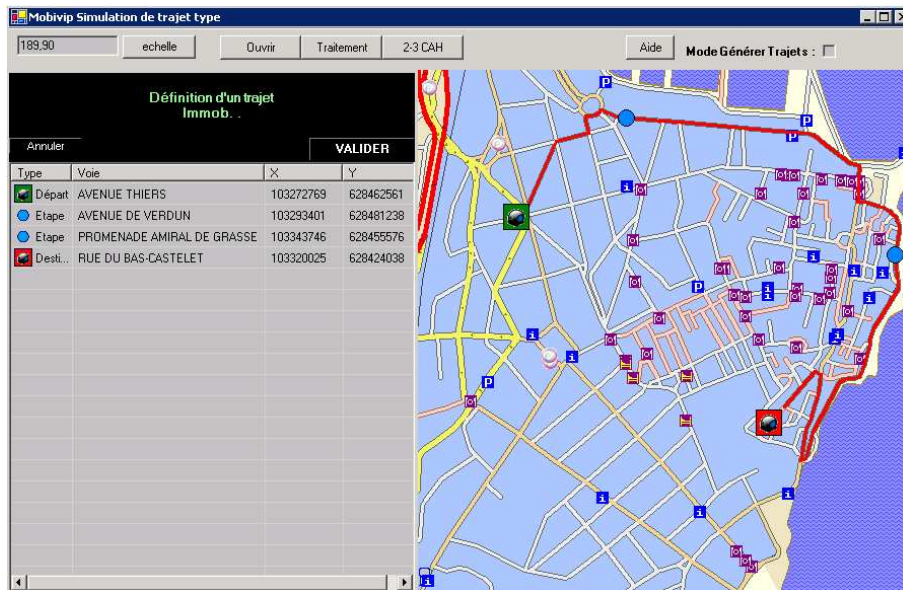 Mobivip Simulation de trajet type
189,90 echelle Ouvrir Traitement 2-3 CAH Aide Mode Générer Trajets :
Définition d'un trajet
Immob. .
Annuler VALIDER
Type Voie X Y
Départ AVENUE THIERS 103272769 628462561
Etape AVENUE DE VERDUN 103293401 628481238
Etape PROMENADE AMIRAL DE GRASSE 103343746 628455576
Desti... RUE DU BAS-CASTELET 103320025 628424038